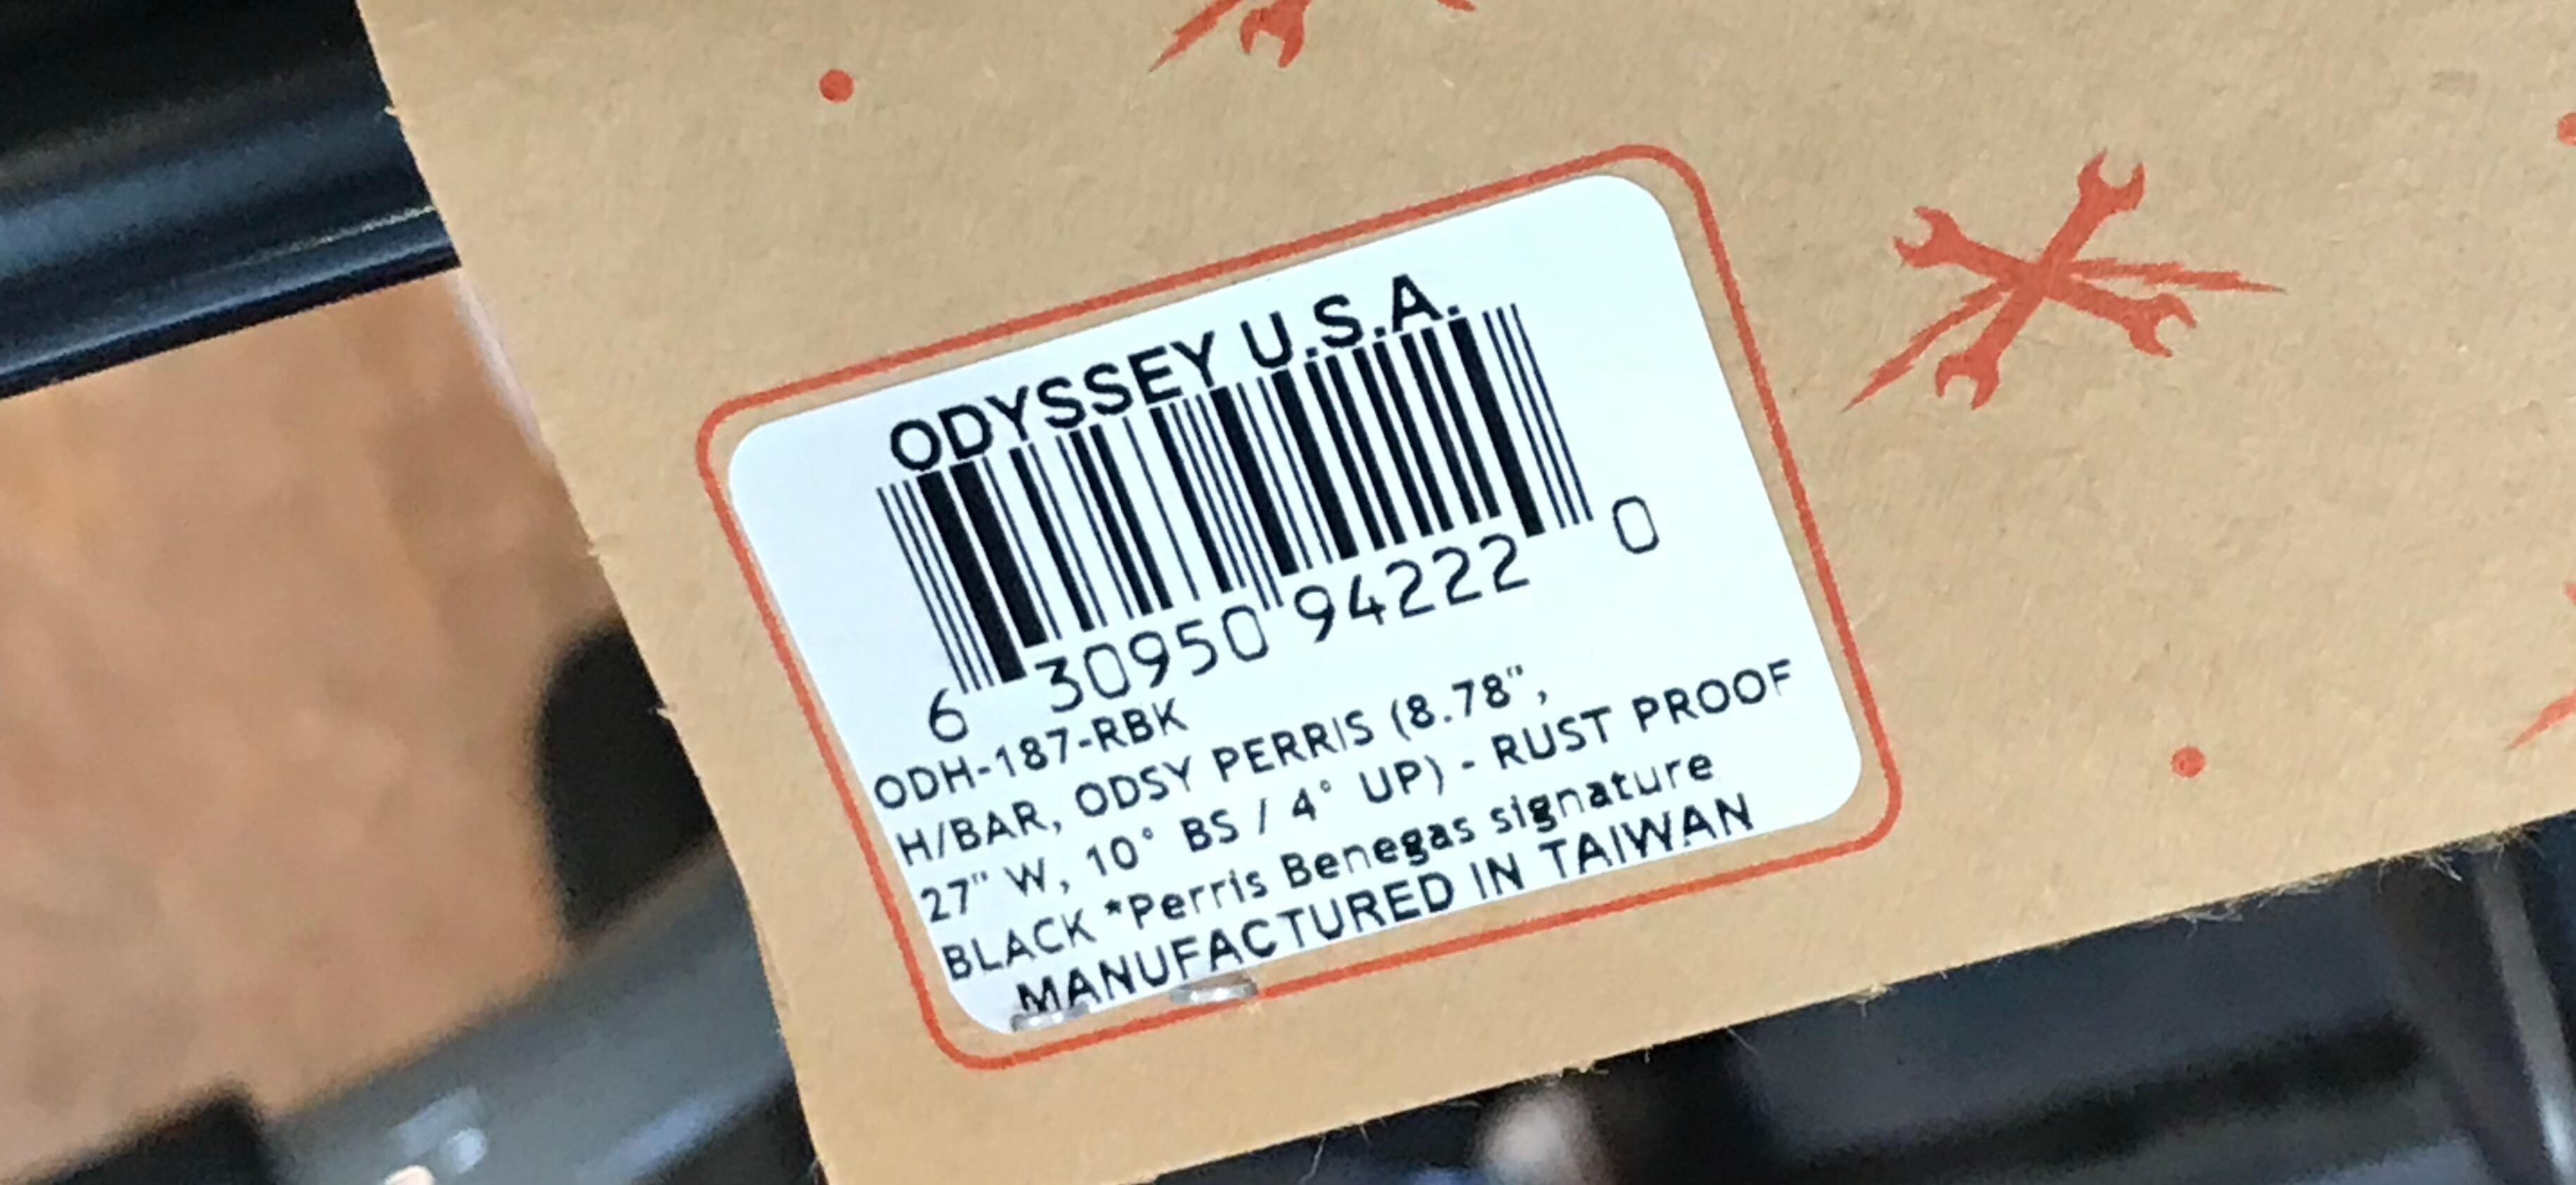 ODYSSEY U.S.A.
6 30950 94222 0
ODH-187-RBK
H/BAR, ODSY PERRIS (8.78",
27" W, 10° BS / 4° UP) - RUST PROOF
BLACK *Perris Benegas signature
MANUFACTURED IN TAIWAN